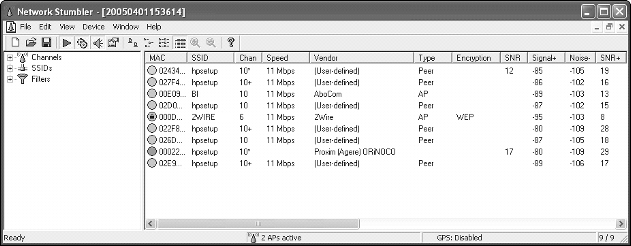 Network Stumbler - [20050401153614]
File Edit View Device Window Help
Channels
SSIDs
Filters
MAC SSID Chan Speed Vendor Type Encryption SNR Signal+ Noise- SNR+
02434... hpsetup 10* 11 Mbps (User-defined) Peer 12 -85 -105 19
027F4... hpsetup 10+ 11 Mbps (User-defined) Peer -86 -102 16
00E09... BI 10 11 Mbps AboCom AP -89 -103 13
02D0... hpsetup 10 11 Mbps (User-defined) Peer -87 -102 15
000D... 2WIRE 6 11 Mbps 2Wire AP WEP -95 -103 8
022F8... hpsetup 10+ 11 Mbps (User-defined) Peer -80 -109 28
026D... hpsetup 10 11 Mbps (User-defined) Peer -87 -105 18
00022... hpsetup 10* Proxim (Agere) ORiNOCO 17 -80 -109 29
02E9... hpsetup 10+ 11 Mbps (User-defined) Peer -89 -106 17
Ready 2 APs active GPS: Disabled 9 / 9